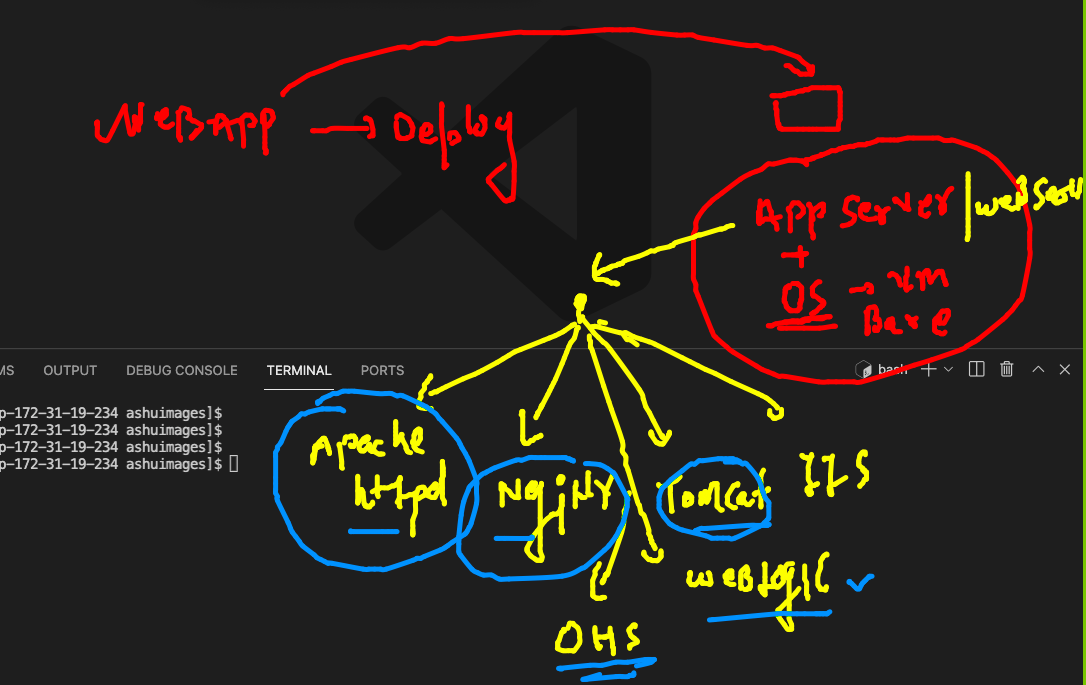 WEBAPP → Deploy
App Server | webServ
+
OS → VM
Bare
MS OUTPUT DEBUG CONSOLE TERMINAL PORTS bash
p-172-31-19-234 ashuimages]$
p-172-31-19-234 ashuimages]$
p-172-31-19-234 ashuimages]$
p-172-31-19-234 ashuimages]$
Apache
httpd
NginX
TomCat
IIS
WEBLogic
OHS